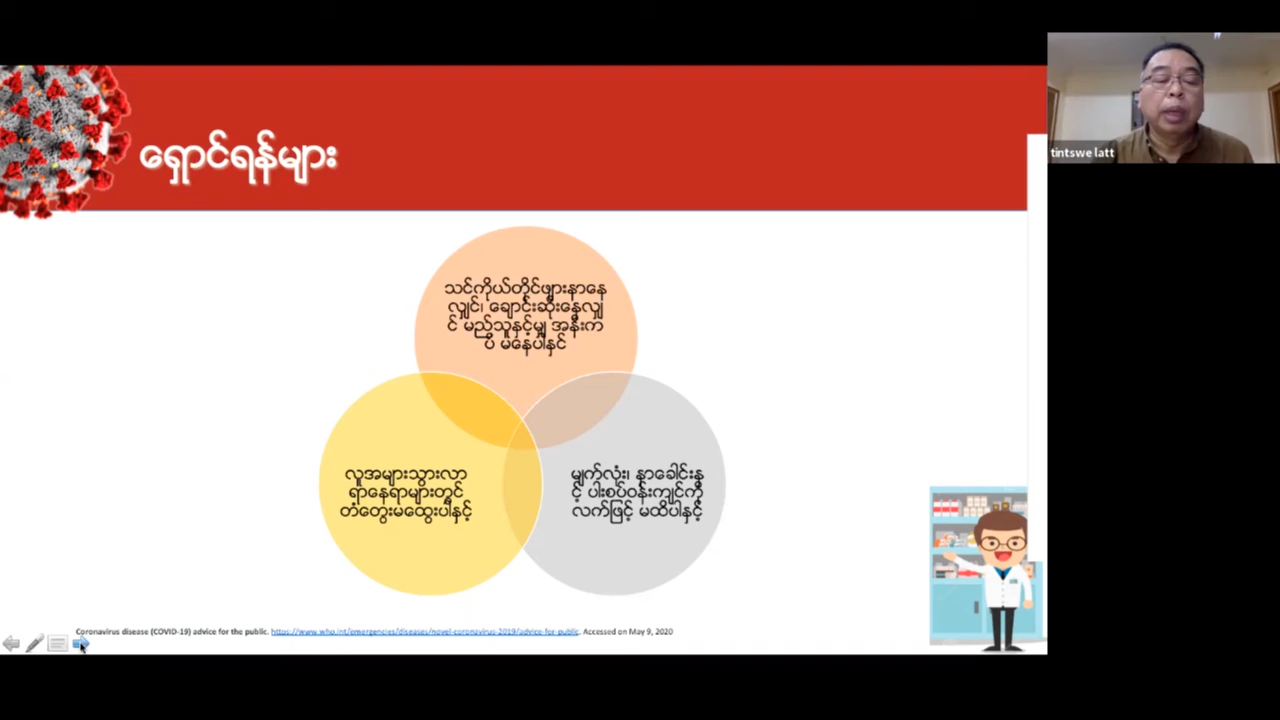 ရှောင်ရန်များ
tintswe latt
သင်ကိုယ်တိုင်ဖျားနာနေ
လျှင်၊ ချောင်းဆိုးနေလျှ
င် မည်သူနှင့်မျှ အနီးက
ပ် မနေပါနှင့်
လူအများသွားလာ
ရာနေရာများတွင်
တံတွေးမထွေးပါနှင့်
မျက်လုံး၊ နှာခေါင်းနှ
င့် ပါးစပ်ဝန်းကျင်ကို
လက်ဖြင့် မထိပါနှင့်
Coronavirus disease (COVID-19) advice for the public. https://www.who.int/emergencies/diseases/novel-coronavirus-2019/advice-for-public. Accessed on May 9, 2020